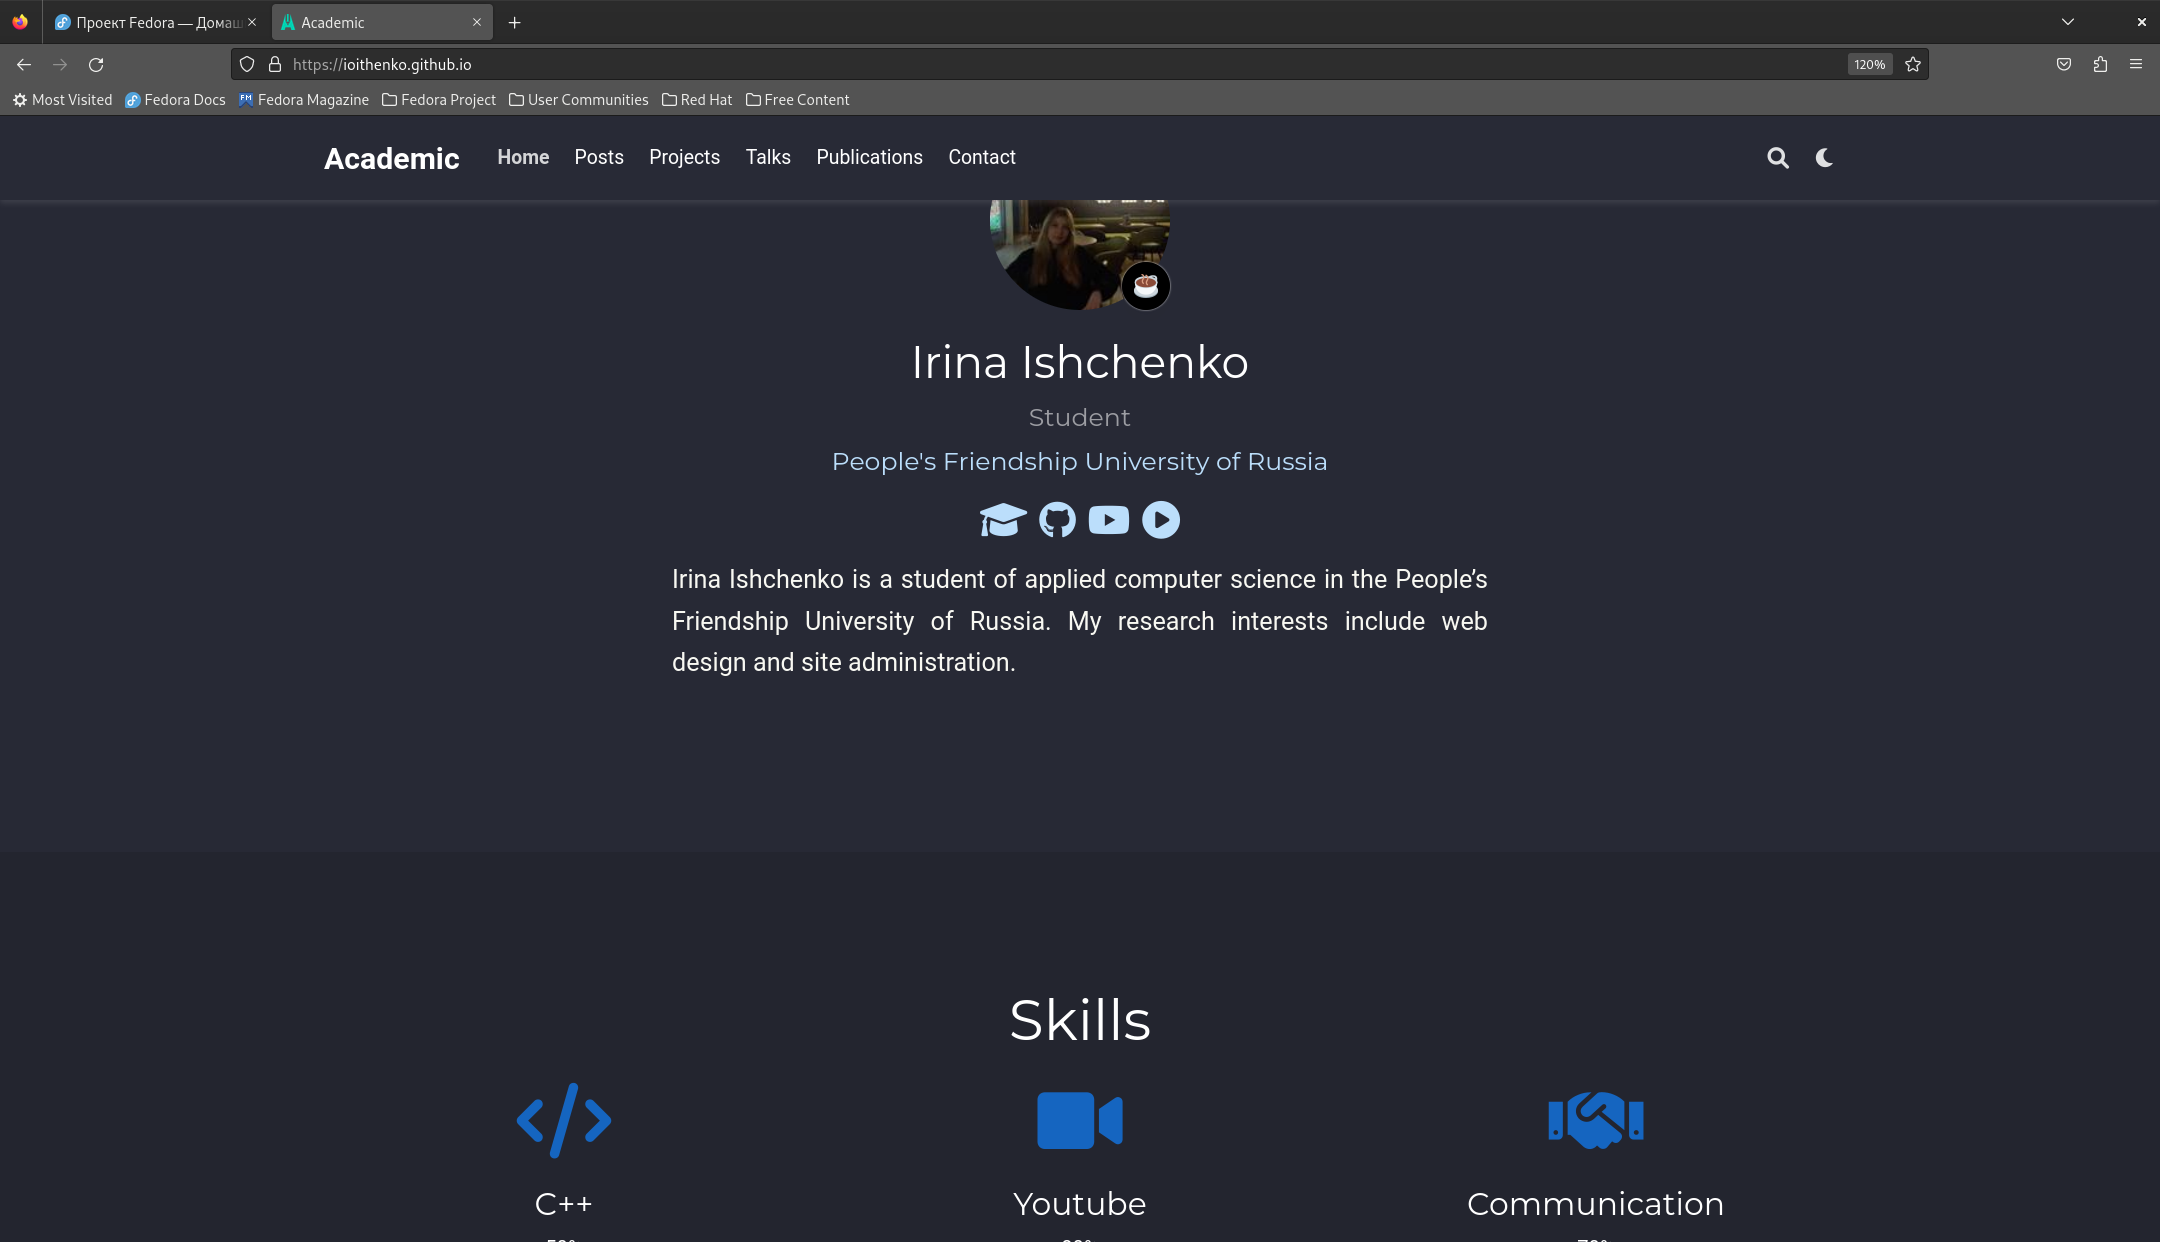 Проект Fedora — Домаш
Academic
https://ioithenko.github.io
120%
Most Visited
Fedora Docs
Fedora Magazine
Fedora Project
User Communities
Red Hat
Free Content
Academic
Home
Posts
Projects
Talks
Publications
Contact
Irina Ishchenko
Student
People's Friendship University of Russia
Irina Ishchenko is a student of applied computer science in the People’s
Friendship University of Russia. My research interests include web
design and site administration.
Skills
C++
Youtube
Communication